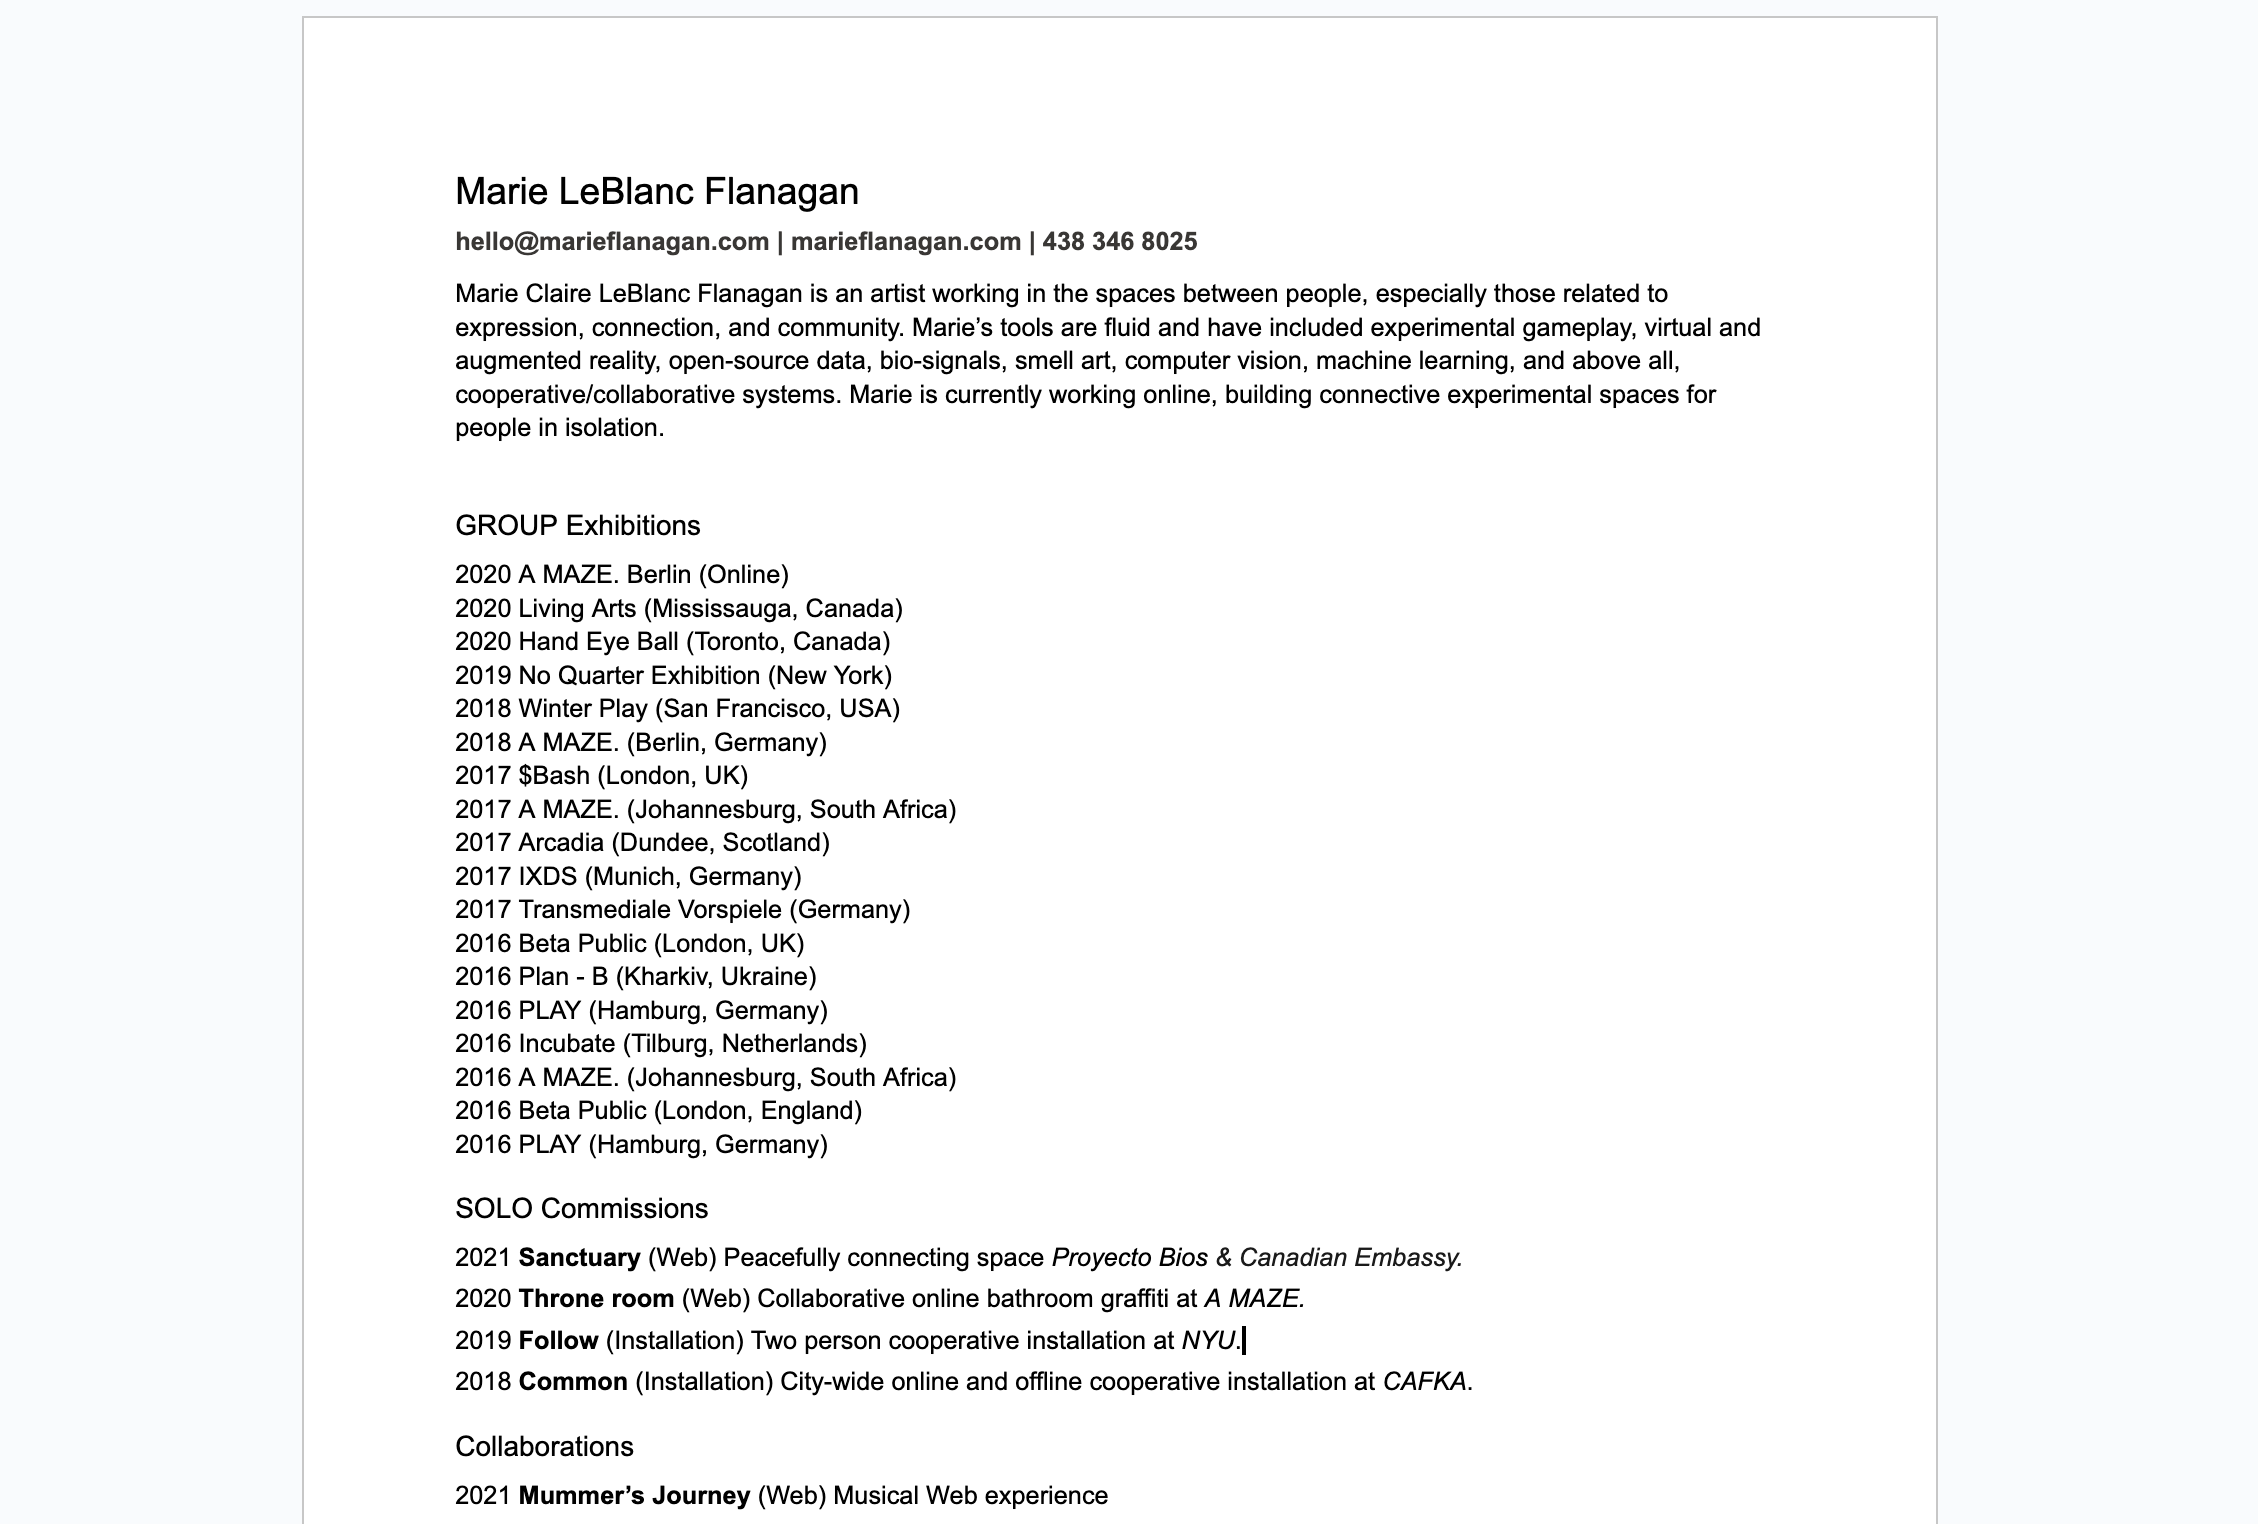 Marie LeBlanc Flanagan
hello@marieflanagan.com | marieflanagan.com | 438 346 8025
Marie Claire LeBlanc Flanagan is an artist working in the spaces between people, especially those related to
expression, connection, and community. Marie’s tools are fluid and have included experimental gameplay, virtual and
augmented reality, open-source data, bio-signals, smell art, computer vision, machine learning, and above all,
cooperative/collaborative systems. Marie is currently working online, building connective experimental spaces for
people in isolation.
GROUP Exhibitions
2020 A MAZE. Berlin (Online)
2020 Living Arts (Mississauga, Canada)
2020 Hand Eye Ball (Toronto, Canada)
2019 No Quarter Exhibition (New York)
2018 Winter Play (San Francisco, USA)
2018 A MAZE. (Berlin, Germany)
2017 $Bash (London, UK)
2017 A MAZE. (Johannesburg, South Africa)
2017 Arcadia (Dundee, Scotland)
2017 IXDS (Munich, Germany)
2017 Transmediale Vorspiele (Germany)
2016 Beta Public (London, UK)
2016 Plan - B (Kharkiv, Ukraine)
2016 PLAY (Hamburg, Germany)
2016 Incubate (Tilburg, Netherlands)
2016 A MAZE. (Johannesburg, South Africa)
2016 Beta Public (London, England)
2016 PLAY (Hamburg, Germany)
SOLO Commissions
2021 Sanctuary (Web) Peacefully connecting space Proyecto Bios & Canadian Embassy.
2020 Throne room (Web) Collaborative online bathroom graffiti at A MAZE.
2019 Follow (Installation) Two person cooperative installation at NYU.
2018 Common (Installation) City-wide online and offline cooperative installation at CAFKA.
Collaborations
2021 Mummer’s Journey (Web) Musical Web experience